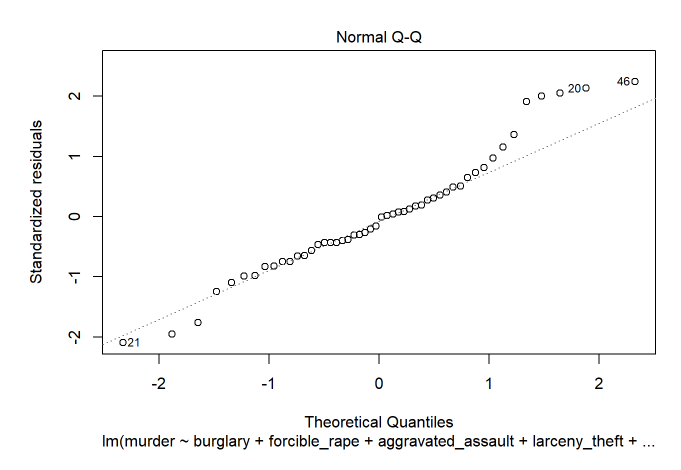 Normal Q-Q
Standardized residuals
2
1
0
-1
-2
20
46
21
-2 -1 0 1 2
Theoretical Quantiles
lm(murder ~ burglary + forcible_rape + aggravated_assault + larceny_theft + ...